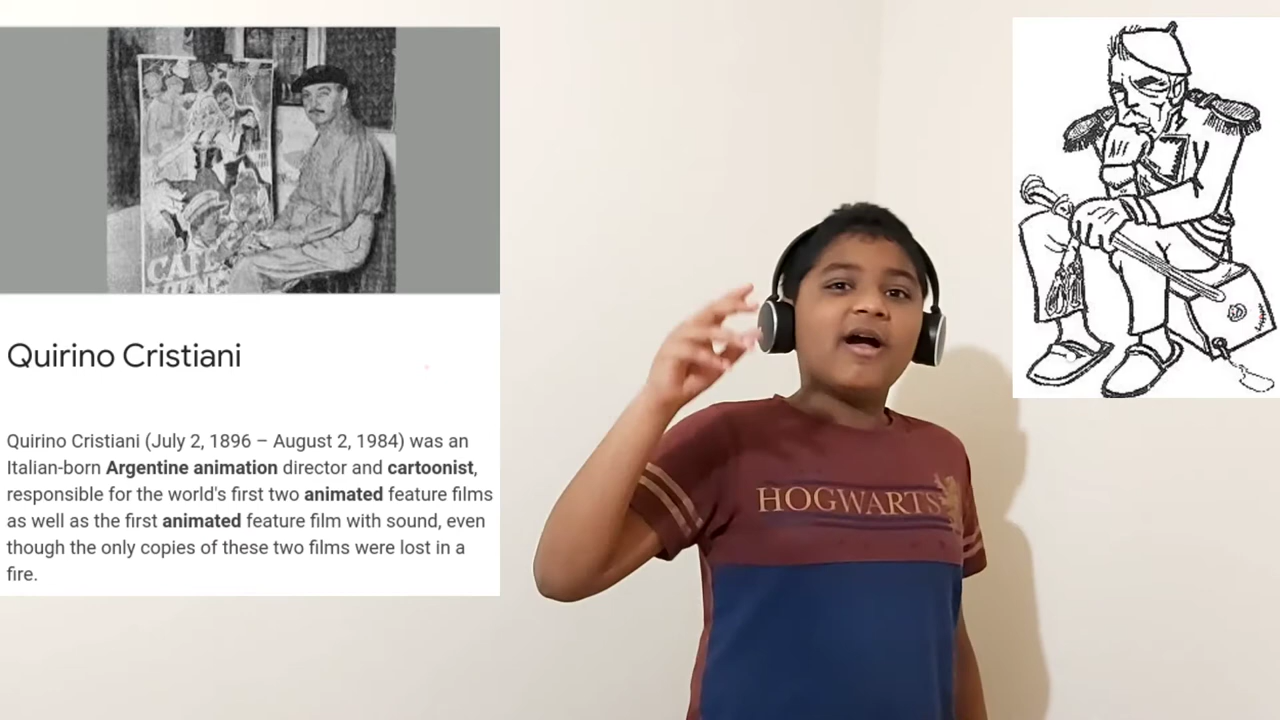 Quirino Cristiani
Quirino Cristiani (July 2, 1896 – August 2, 1984) was an
Italian-born Argentine animation director and cartoonist,
responsible for the world's first two animated feature films
as well as the first animated feature film with sound, even
though the only copies of these two films were lost in a
fire.
HOGWARTS